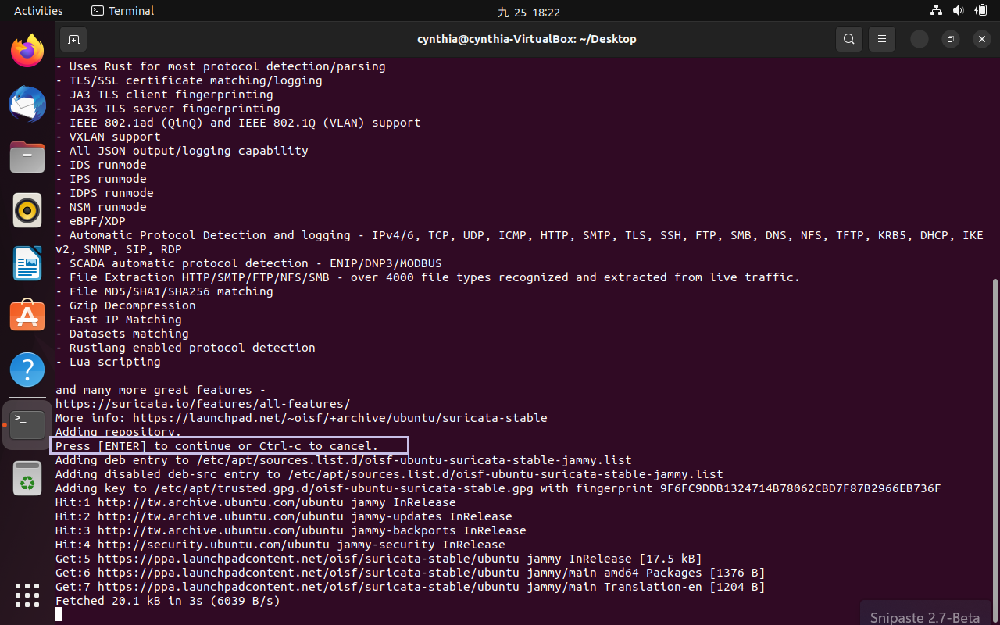 Activities Terminal 九 25 18:22
cynthia@cynthia-VirtualBox: ~/Desktop
- Uses Rust for most protocol detection/parsing
- TLS/SSL certificate matching/logging
- JA3 TLS client fingerprinting
- JA3S TLS server fingerprinting
- IEEE 802.1ad (QinQ) and IEEE 802.1Q (VLAN) support
- VXLAN support
- All JSON output/logging capability
- IDS runmode
- IPS runmode
- IDPS runmode
- NSM runmode
- eBPF/XDP
- Automatic Protocol Detection and logging - IPv4/6, TCP, UDP, ICMP, HTTP, SMTP, TLS, SSH, FTP, SMB, DNS, NFS, TFTP, KRB5, DHCP, IKE
v2, SNMP, SIP, RDP
- SCADA automatic protocol detection - ENIP/DNP3/MODBUS
- File Extraction HTTP/SMTP/FTP/NFS/SMB - over 4000 file types recognized and extracted from live traffic.
- File MD5/SHA1/SHA256 matching
- Gzip Decompression
- Fast IP Matching
- Datasets matching
- Rustlang enabled protocol detection
- Lua scripting
and many more great features -
https://suricata.io/features/all-features/
More info: https://launchpad.net/~oisf/+archive/ubuntu/suricata-stable
Adding repository.
Press [ENTER] to continue or Ctrl-c to cancel.
Adding deb entry to /etc/apt/sources.list.d/oisf-ubuntu-suricata-stable-jammy.list
Adding disabled deb-src entry to /etc/apt/sources.list.d/oisf-ubuntu-suricata-stable-jammy.list
Adding key to /etc/apt/trusted.gpg.d/oisf-ubuntu-suricata-stable.gpg with fingerprint 9F6FC9DDB1324714B78062CBD7F87B2966EB736F
Hit:1 http://tw.archive.ubuntu.com/ubuntu jammy InRelease
Hit:2 http://tw.archive.ubuntu.com/ubuntu jammy-updates InRelease
Hit:3 http://tw.archive.ubuntu.com/ubuntu jammy-backports InRelease
Hit:4 http://security.ubuntu.com/ubuntu jammy-security InRelease
Get:5 https://ppa.launchpadcontent.net/oisf/suricata-stable/ubuntu jammy InRelease [17.5 kB]
Get:6 https://ppa.launchpadcontent.net/oisf/suricata-stable/ubuntu jammy/main amd64 Packages [1376 B]
Get:7 https://ppa.launchpadcontent.net/oisf/suricata-stable/ubuntu jammy/main Translation-en [1204 B]
Fetched 20.1 kB in 3s (6039 B/s)
Snipaste 2.7-Beta